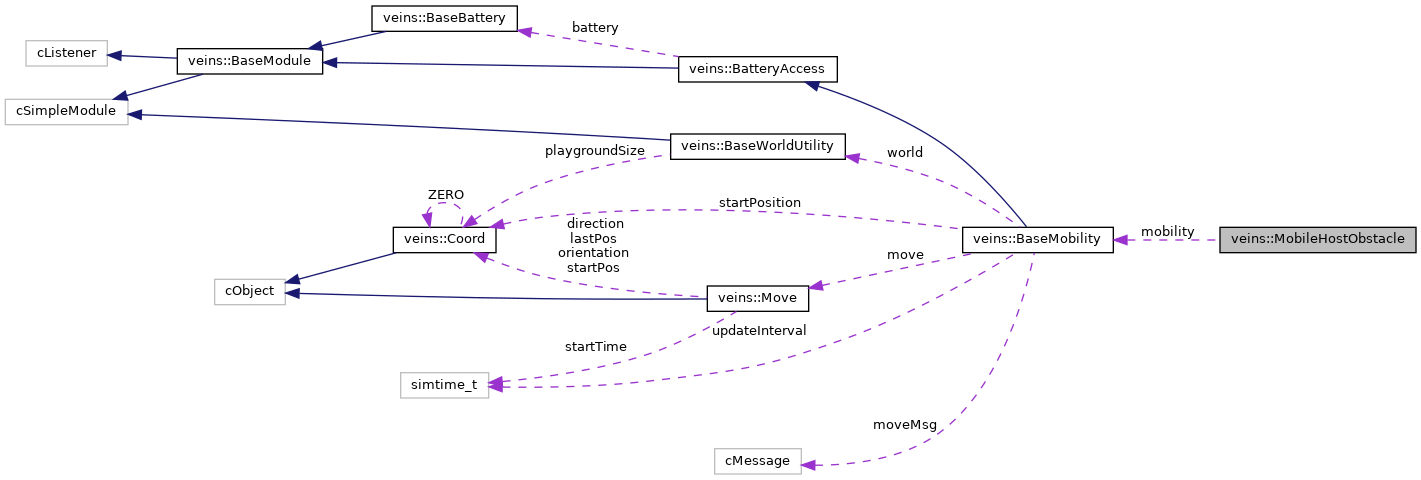 veins::BaseBattery
battery
cListener
veins::BaseModule
veins::BatteryAccess
cSimpleModule
veins::BaseWorldUtility
playgroundSize
world
ZERO
startPosition
direction
lastPos
orientation
startPos
veins::Coord
veins::BaseMobility
mobility
veins::MobileHostObstacle
move
cObject
veins::Move
updateInterval
startTime
simtime_t
moveMsg
cMessage